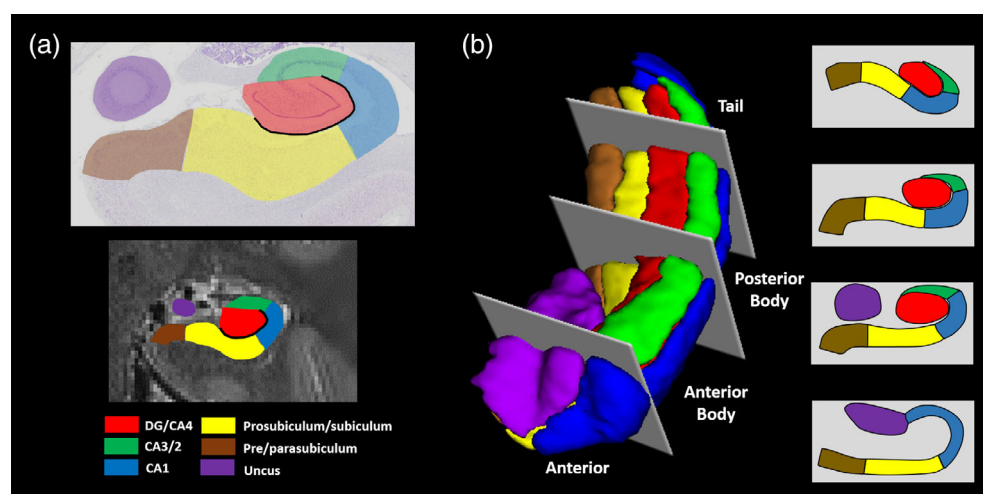 (a)
DG/CA4
Prosubiculum/subiculum
CA3/2
Pre/parasubiculum
CA1
Uncus
(b)
Tail
Posterior
Body
Anterior
Body
Anterior